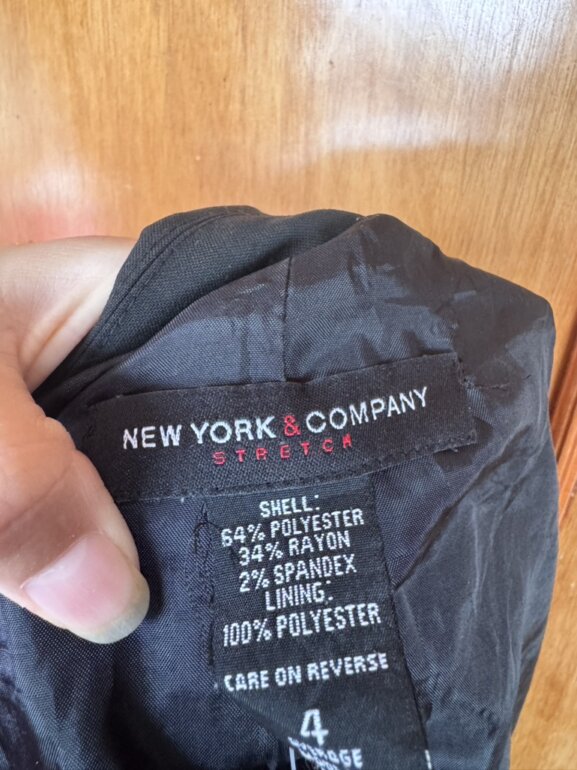 NEW YORK & COMPANY
STRETCH
SHELL:
64% POLYESTER
34% RAYON
2% SPANDEX
LINING:
100% POLYESTER
CARE ON REVERSE
4